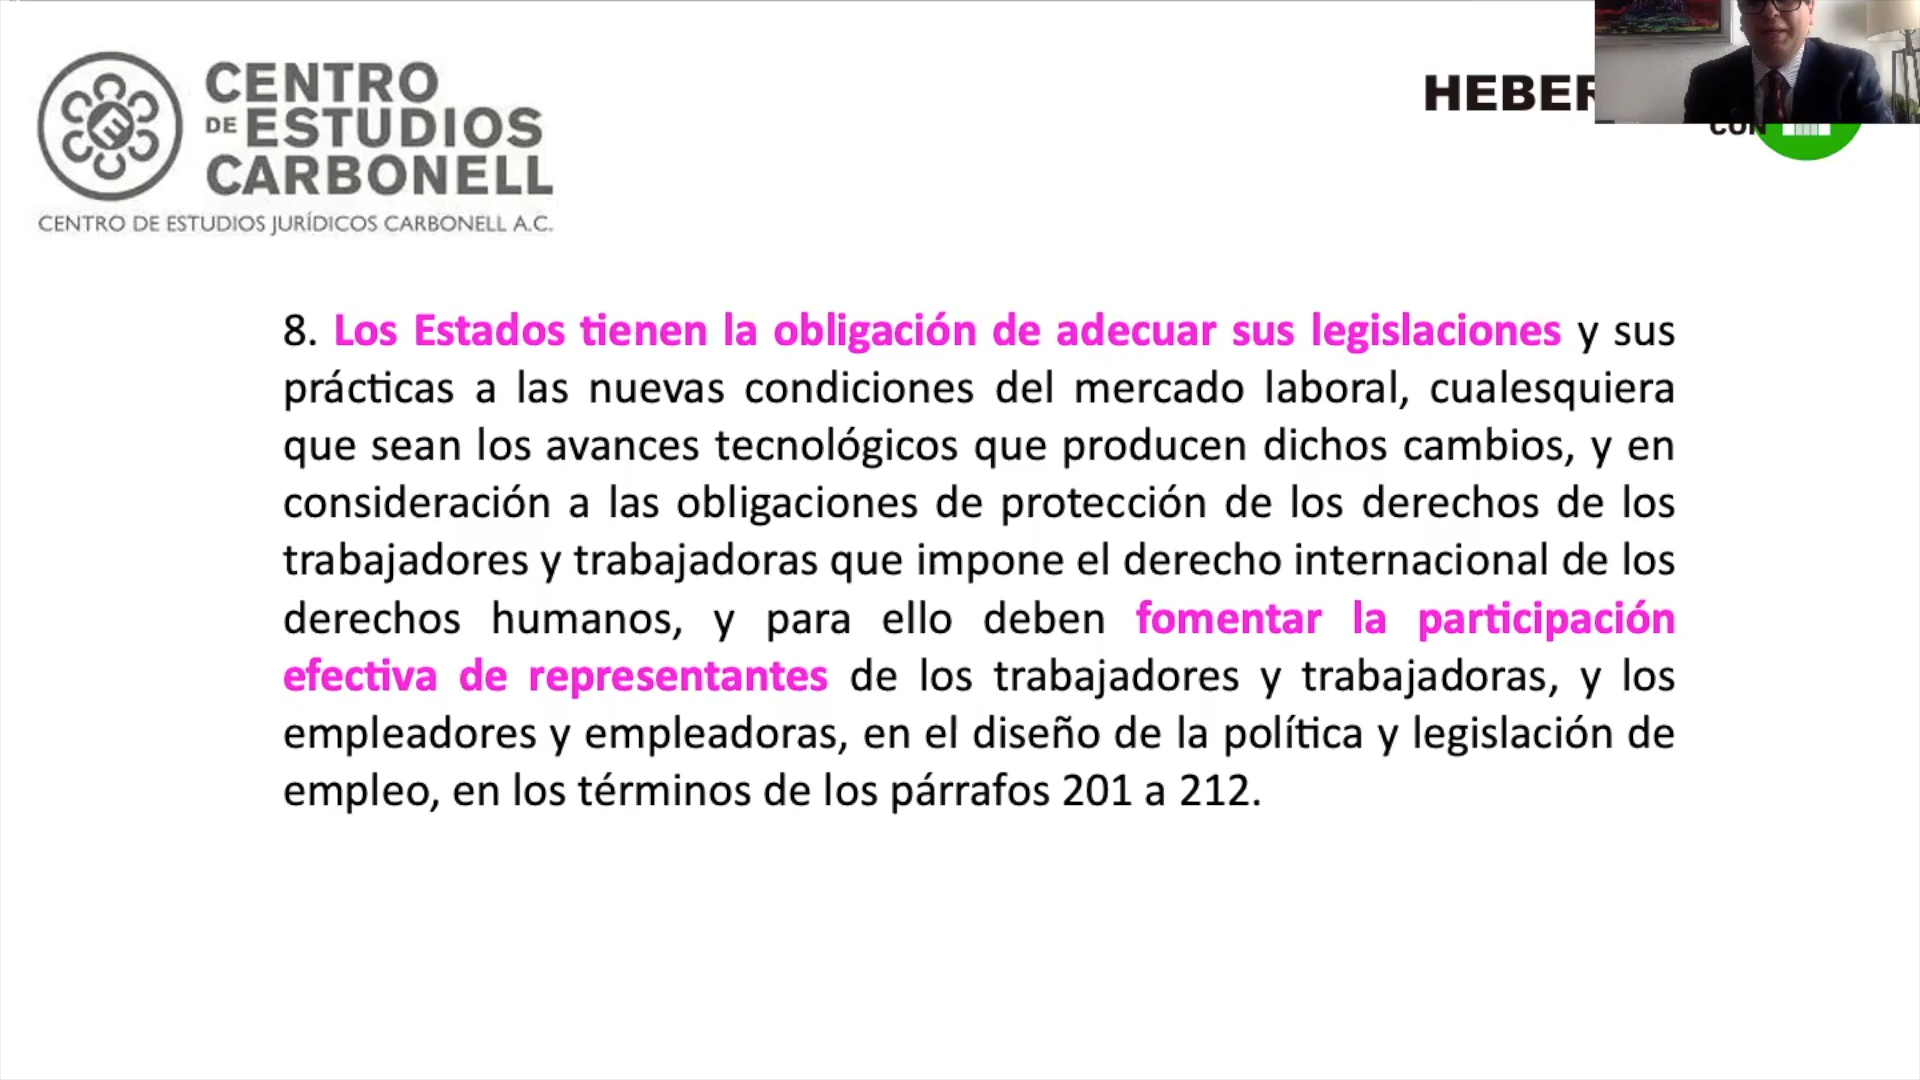 CENTRO
DE ESTUDIOS
CARBONELL
CENTRO DE ESTUDIOS JURÍDICOS CARBONELL A.C.
8. Los Estados tienen la obligación de adecuar sus legislaciones y sus
prácticas a las nuevas condiciones del mercado laboral, cualesquiera
que sean los avances tecnológicos que producen dichos cambios, y en
consideración a las obligaciones de protección de los derechos de los
trabajadores y trabajadoras que impone el derecho internacional de los
derechos humanos, y para ello deben fomentar la participación
efectiva de representantes de los trabajadores y trabajadoras, y los
empleadores y empleadoras, en el diseño de la política y legislación de
empleo, en los términos de los párrafos 201 a 212.